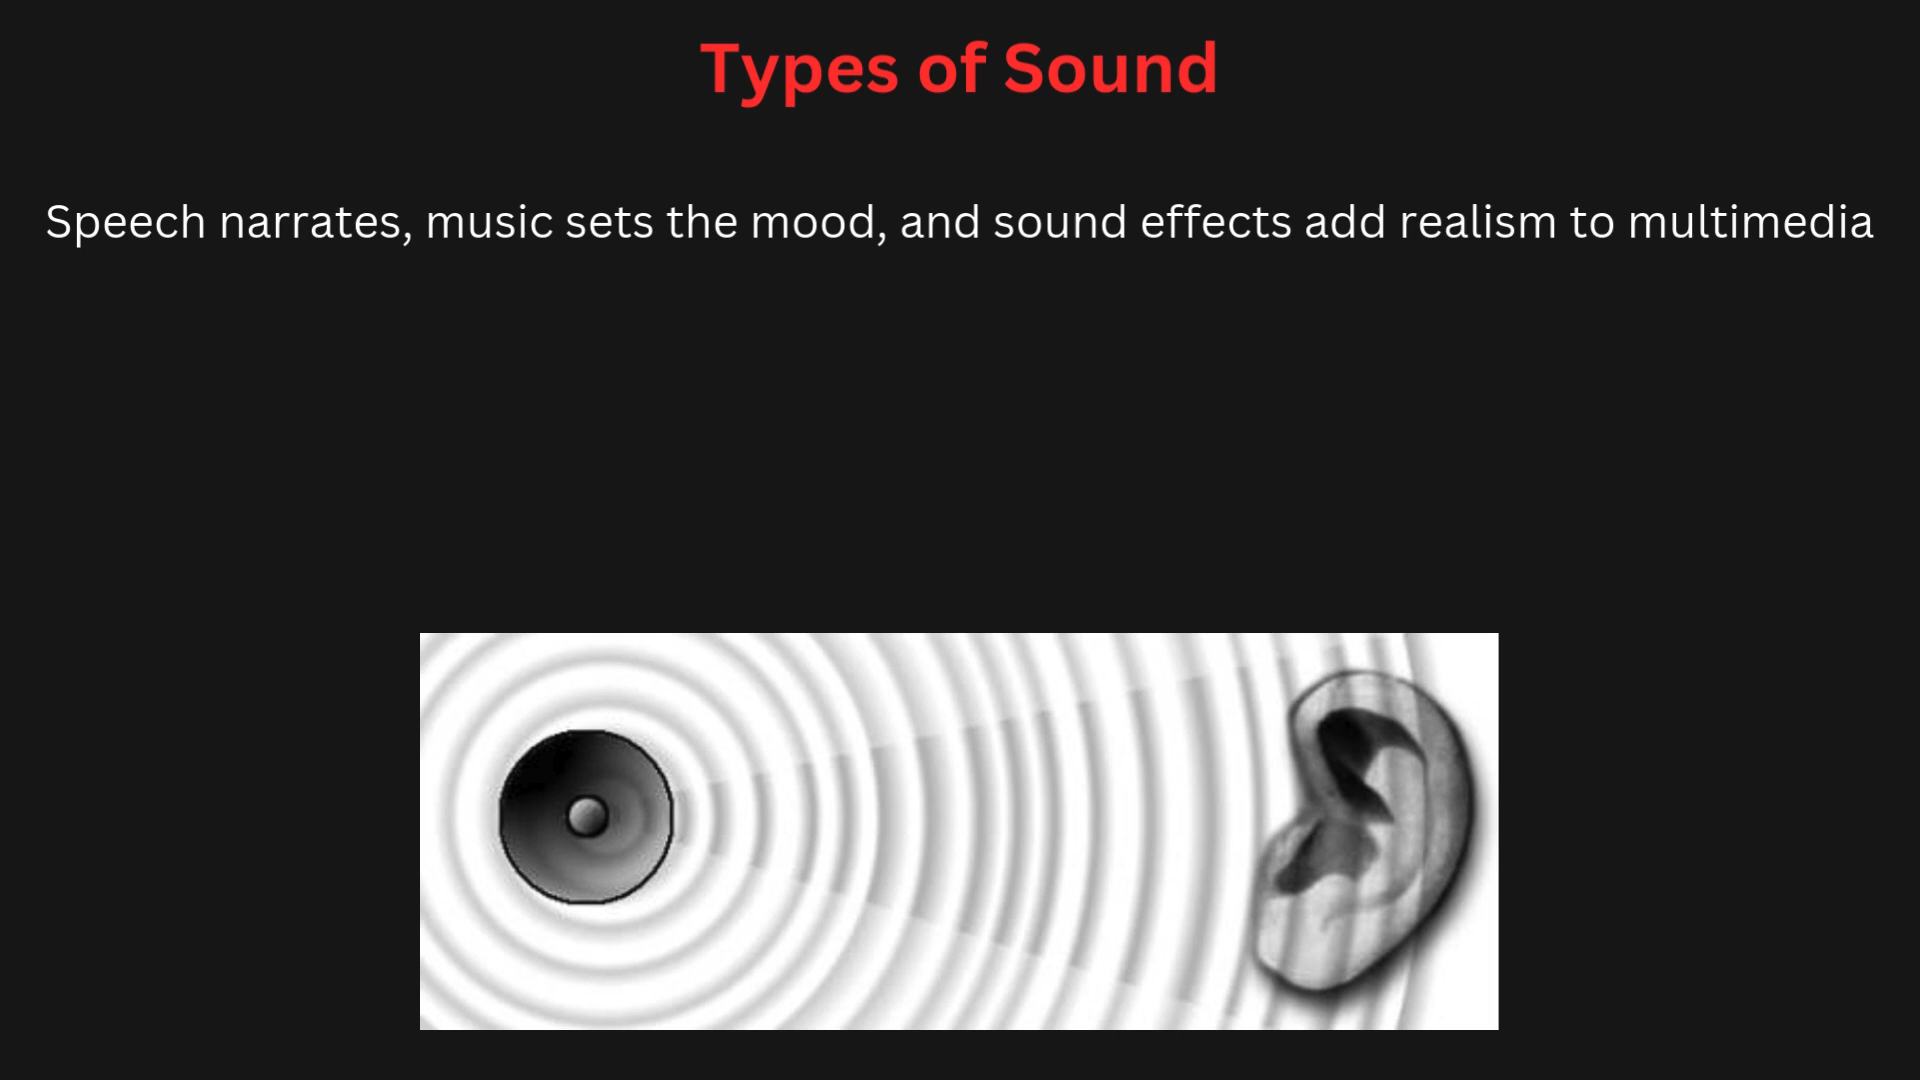 Types of Sound
Speech narrates, music sets the mood, and sound effects add realism to multimedia